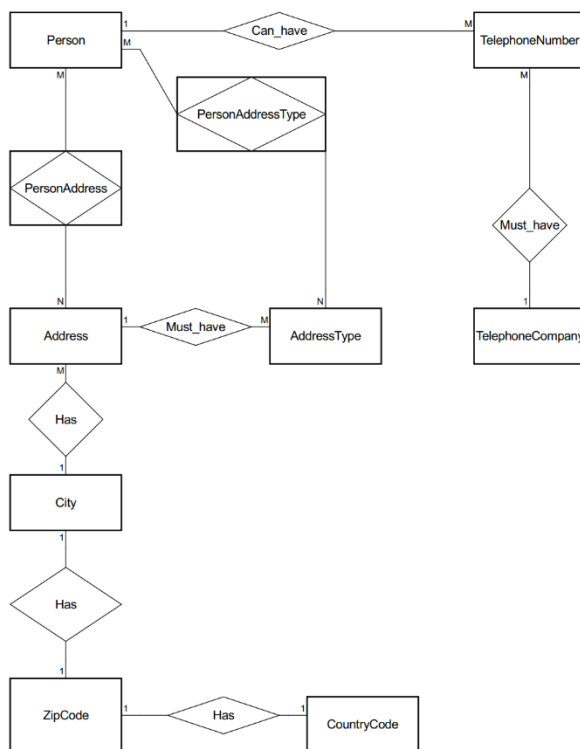 1
Can_have
M
Person
TelephoneNumber
M
M
M
PersonAddressType
PersonAddress
Must_have
N
N
1
1
Must_have
M
Address
AddressType
TelephoneCompany
M
Has
1
City
1
Has
1
1
Has
1
ZipCode
CountryCode